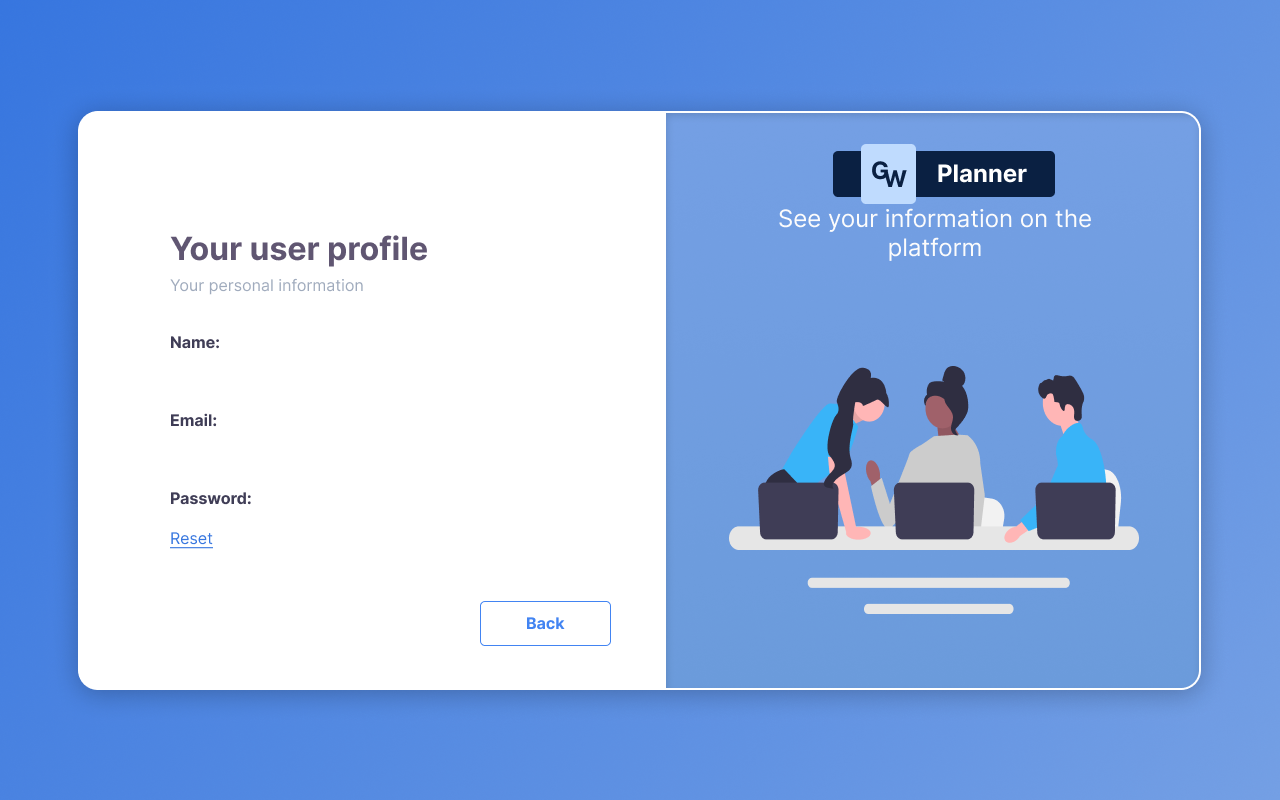 Your user profile
Your personal information
Name:
Email:
Password:
Reset
Back
GW Planner
See your information on the
platform